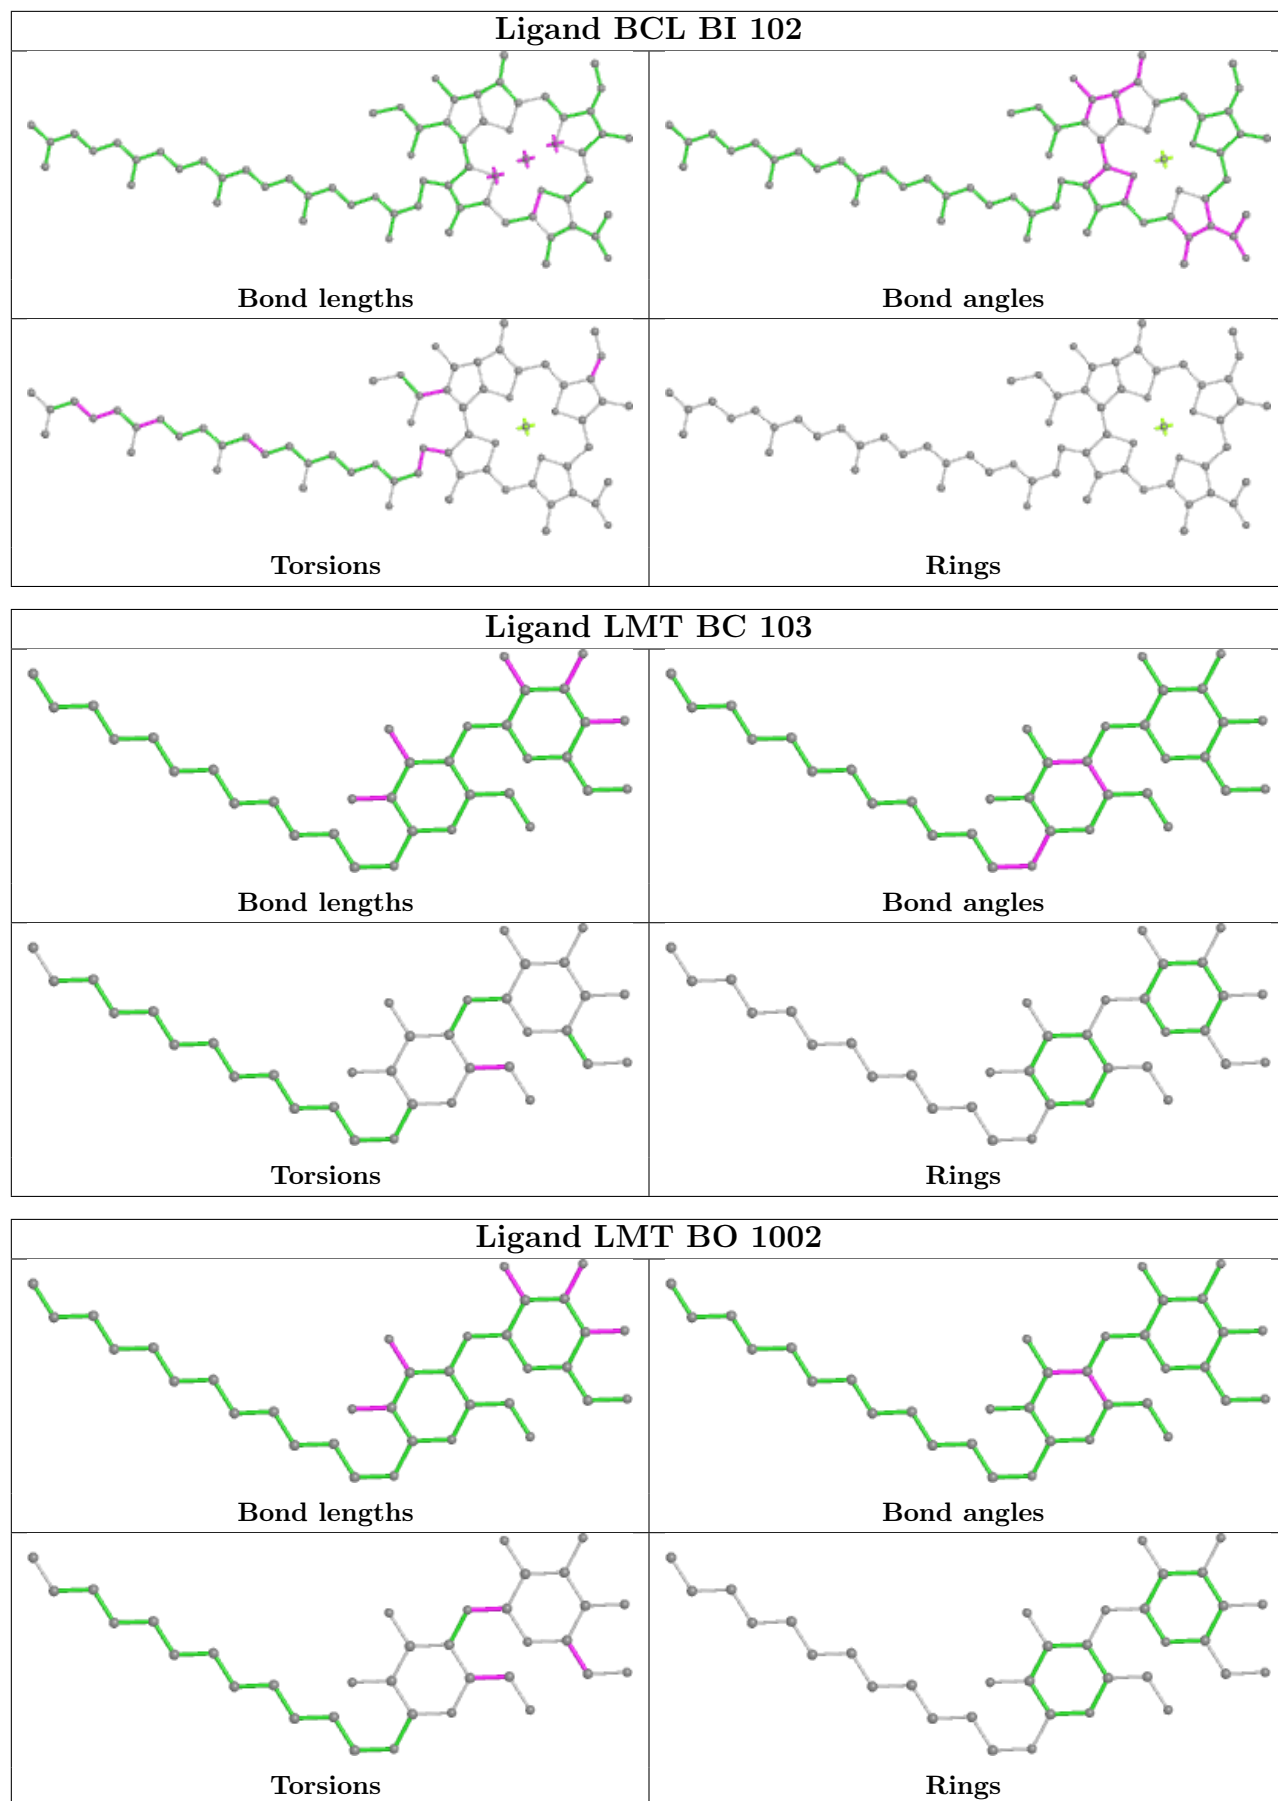 Ligand BCL BI 102
Bond lengths
Bond angles
Torsions
Rings
Ligand LMT BC 103
Bond lengths
Bond angles
Torsions
Rings
Ligand LMT BO 1002
Bond lengths
Bond angles
Torsions
Rings